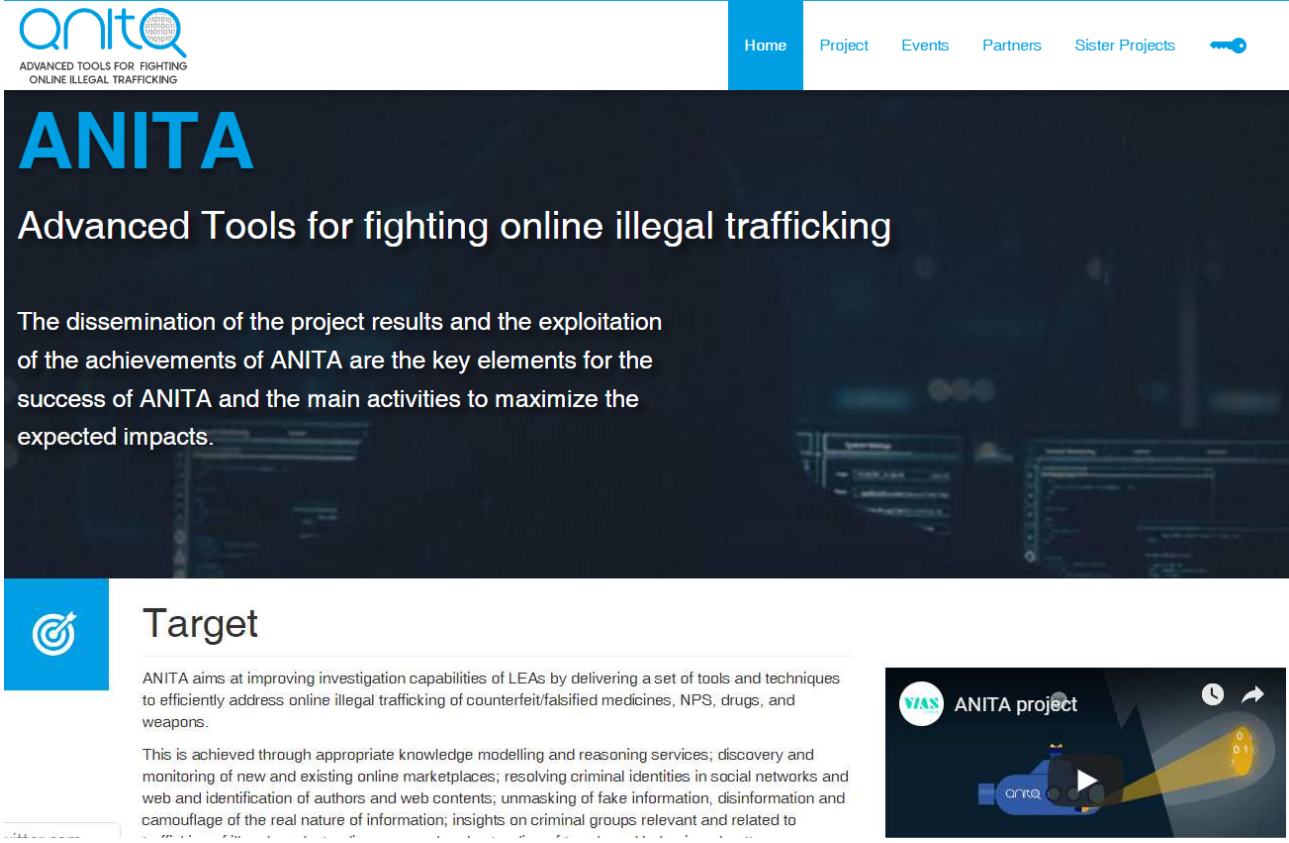 anita
ADVANCED TOOLS FOR FIGHTING
ONLINE ILLEGAL TRAFFICKING
Home Project Events Partners Sister Projects
ANITA
Advanced Tools for fighting online illegal trafficking
The dissemination of the project results and the exploitation
of the achievements of ANITA are the key elements for the
success of ANITA and the main activities to maximize the
expected impacts.
Target
ANITA aims at improving investigation capabilities of LEAs by delivering a set of tools and techniques
to efficiently address online illegal trafficking of counterfeit/falsified medicines, NPS, drugs, and
weapons.
This is achieved through appropriate knowledge modelling and reasoning services; discovery and
monitoring of new and existing online marketplaces; resolving criminal identities in social networks and
web and identification of authors and web contents; unmasking of fake information, disinformation and
camouflage of the real nature of information; insights on criminal groups relevant and related to
VIAS ANITA project
anita